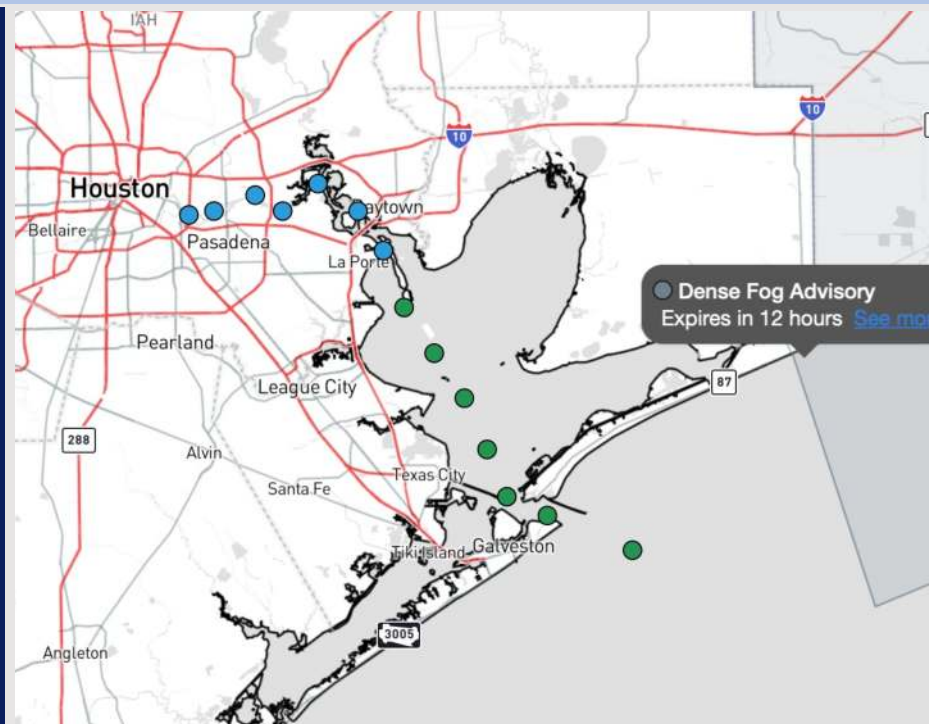 IAH
10
10
Houston
Baytown
Bellaire
Pasadena
La Porte
Dense Fog Advisory
Expires in 12 hours See
Pearland
League City
87
288
Alvin
Texas City
Santa Fe
Tiki Island
Galveston
3005
Angleton